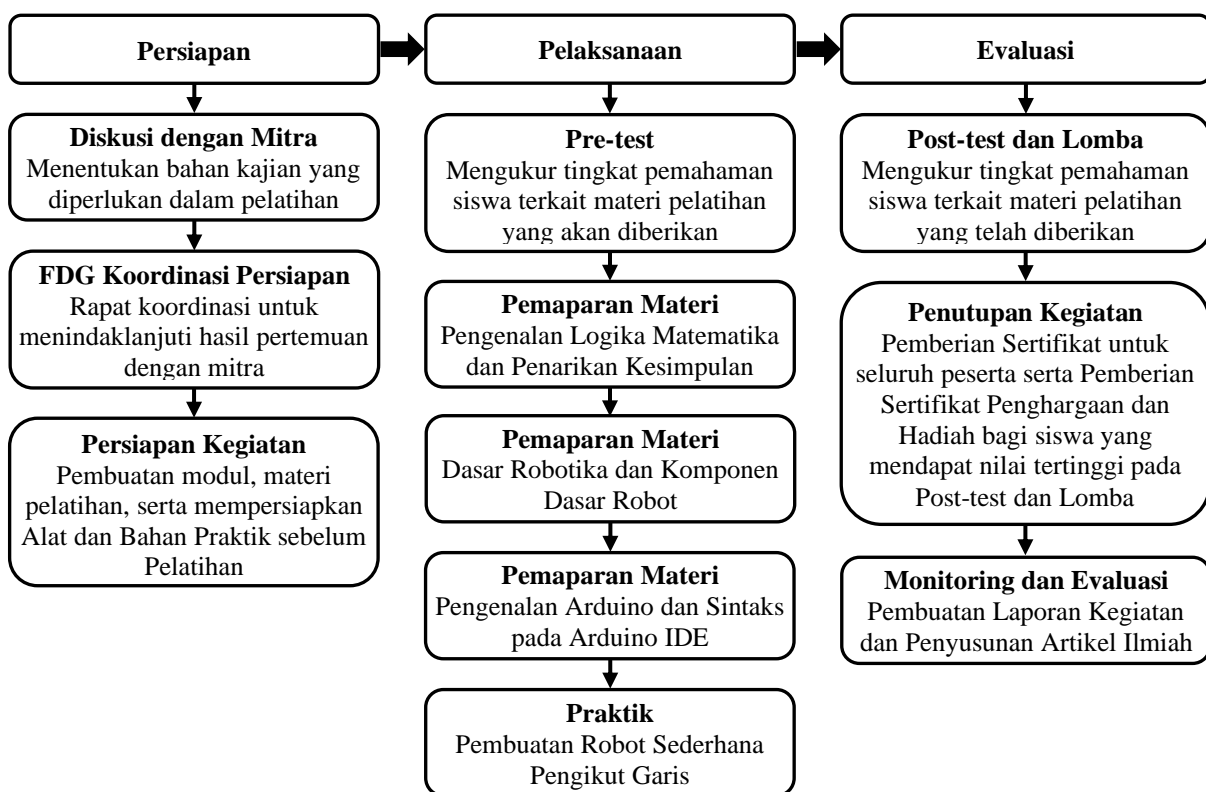 Persiapan
Diskusi dengan Mitra
Menentukan bahan kajian yang
diperlukan dalam pelatihan
FDG Koordinasi Persiapan
Rapat koordinasi untuk
menindaklanjuti hasil pertemuan
dengan mitra
Persiapan Kegiatan
Pembuatan modul, materi
pelatihan, serta mempersiapkan
Alat dan Bahan Praktik sebelum
Pelatihan
Pelaksanaan
Pre-test
Mengukur tingkat pemahaman
siswa terkait materi pelatihan
yang akan diberikan
Pemaparan Materi
Pengenalan Logika Matematika
dan Penarikan Kesimpulan
Pemaparan Materi
Dasar Robotika dan Komponen
Dasar Robot
Pemaparan Materi
Pengenalan Arduino dan Sintaks
pada Arduino IDE
Praktik
Pembuatan Robot Sederhana
Pengikut Garis
Evaluasi
Post-test dan Lomba
Mengukur tingkat pemahaman
siswa terkait materi pelatihan
yang telah diberikan
Penutupan Kegiatan
Pemberian Sertifikat untuk
seluruh peserta serta Pemberian
Sertifikat Penghargaan dan
Hadiah bagi siswa yang
mendapat nilai tertinggi pada
Post-test dan Lomba
Monitoring dan Evaluasi
Pembuatan Laporan Kegiatan
dan Penyusunan Artikel Ilmiah